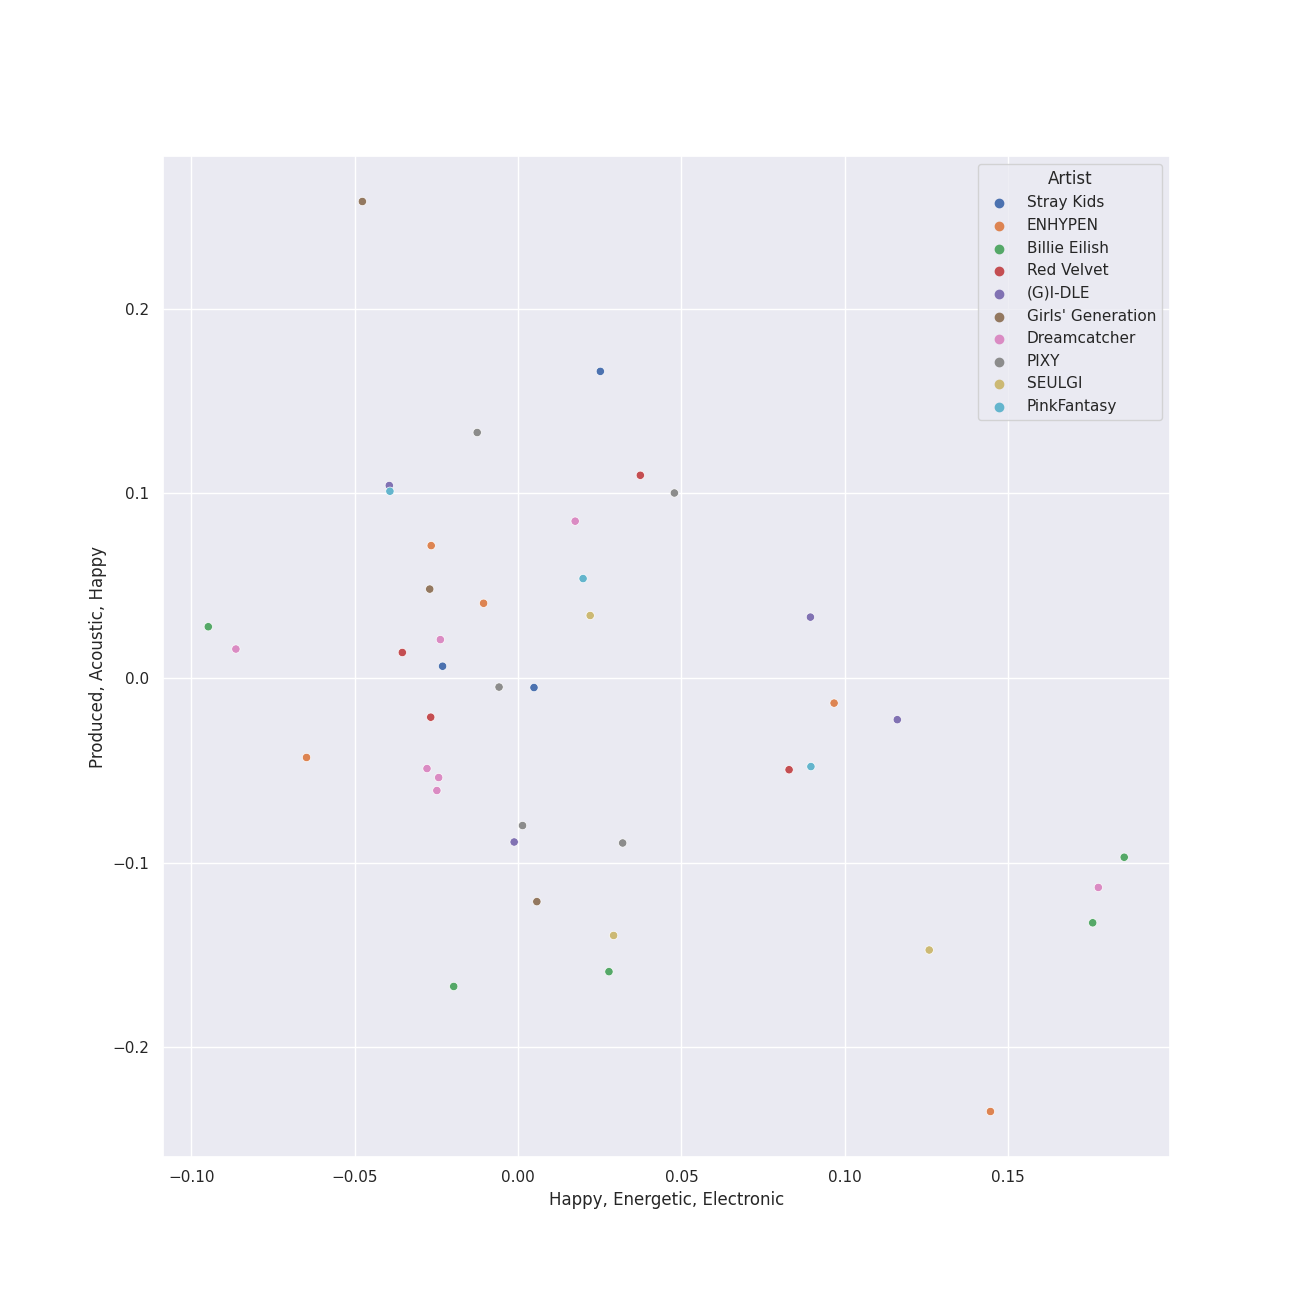 Artist
Stray Kids
ENHYPEN
Billie Eilish
Red Velvet
(G)I-DLE
Girls' Generation
Dreamcatcher
PIXY
SEULGI
PinkFantasy
0.2
0.1
0.0
−0.1
−0.2
Produced, Acoustic, Happy
−0.10 −0.05 0.00 0.05 0.10 0.15
Happy, Energetic, Electronic